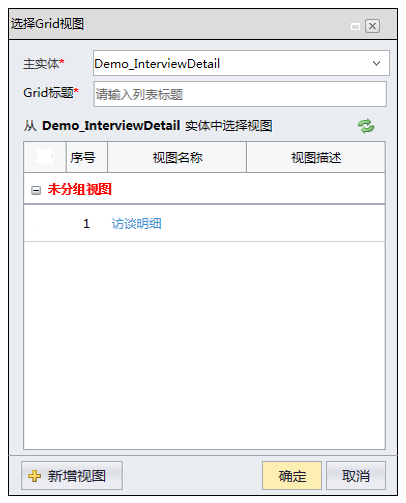 选择Grid视图
主实体* Demo_InterviewDetail
Grid标题* 请输入列表标题
从 Demo_InterviewDetail 实体中选择视图
序号 视图名称 视图描述
未分组视图
1 访谈明细
新增视图 确定 取消